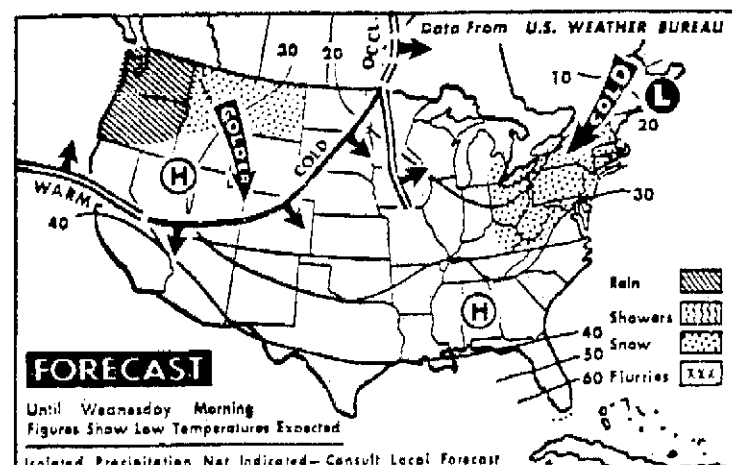 Data From U.S. WEATHER BUREAU
OCCL.
30
20
10
COLD
L
20
COLDER
COLD
H
WARM
40
30
H
Rain
Showers
Snow
Flurries
40
50
60
FORECAST
Until Wednesday Morning
Figures Show Low Temperatures Expected
Isolated Precipitation Not Indicated—Consult Local Forecast